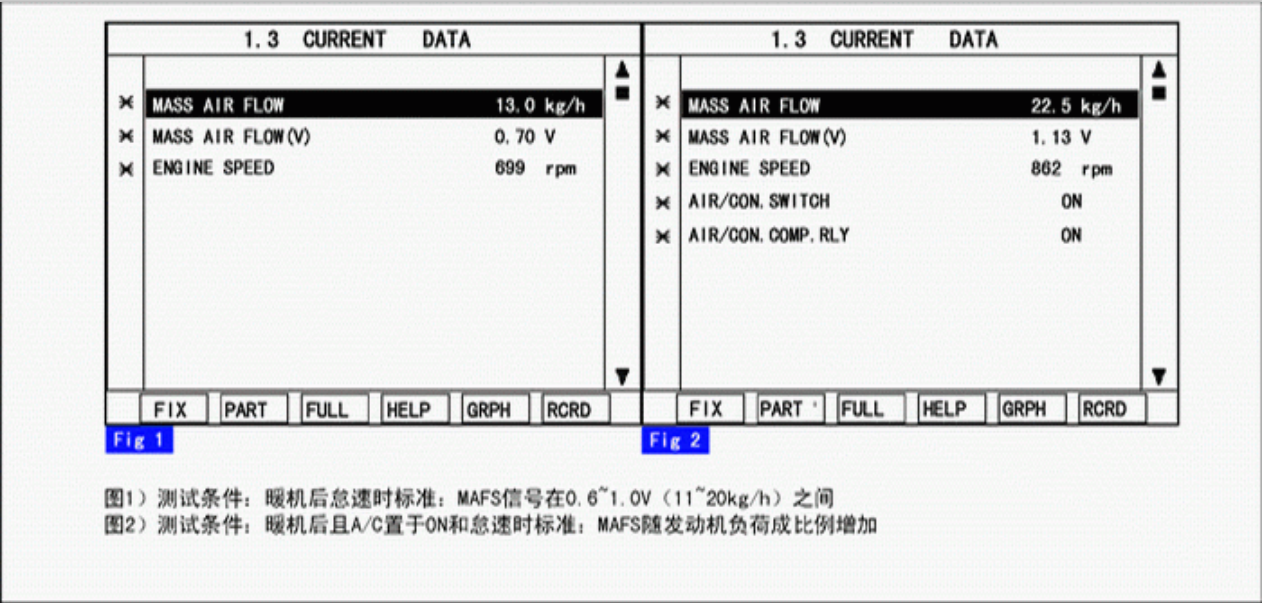 1.3 CURRENT DATA
MASS AIR FLOW 13.0 kg/h
MASS AIR FLOW(V) 0.70 V
ENGINE SPEED 699 rpm
FIX PART FULL HELP GRPH RCRD
Fig 1
1.3 CURRENT DATA
MASS AIR FLOW 22.5 kg/h
MASS AIR FLOW(V) 1.13 V
ENGINE SPEED 862 rpm
AIR/CON.SWITCH ON
AIR/CON.COMP.RLY ON
FIX PART FULL HELP GRPH RCRD
Fig 2
图1）测试条件：暖机后怠速时标准：MAFS信号在0.6~1.0V（11~20kg/h）之间
图2）测试条件：暖机后且A/C置于ON和怠速时标准：MAFS随发动机负荷成比例增加